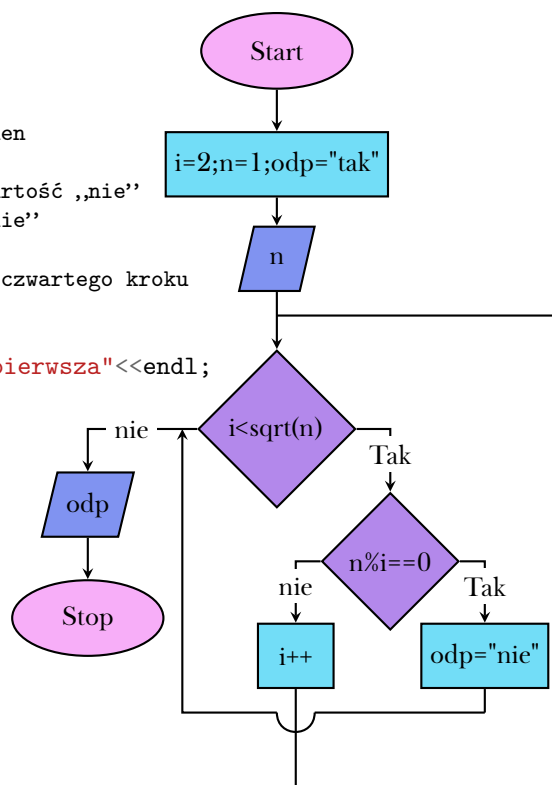 Start
en
i=2;n=1;odp="tak"
rtość „nie”
ie”
n
czwartego kroku
pierwsza"<<endl;
i<sqrt(n)
nie
Tak
odp
n%i==0
nie
Tak
Stop
i++
odp="nie"